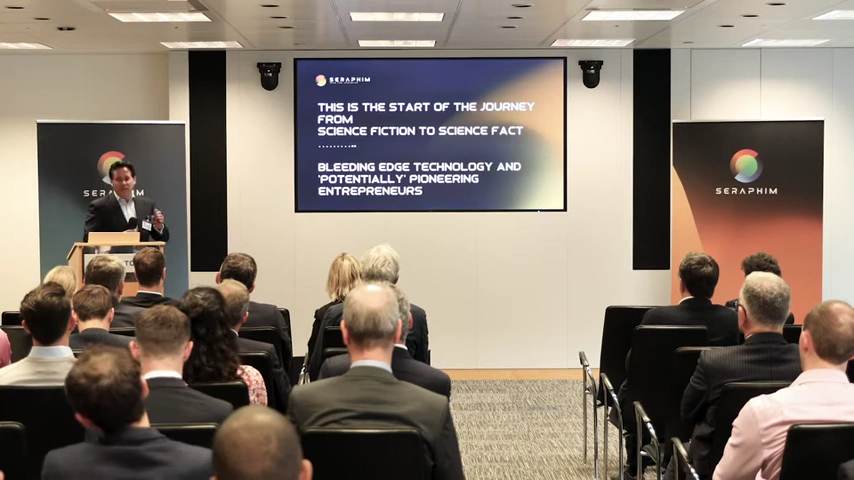 SERAPHIM
THIS IS THE START OF THE JOURNEY
FROM
SCIENCE FICTION TO SCIENCE FACT
BLEEDING EDGE TECHNOLOGY AND
'POTENTIALLY' PIONEERING
ENTREPRENEURS
SERAPHIM
SERAPHIM